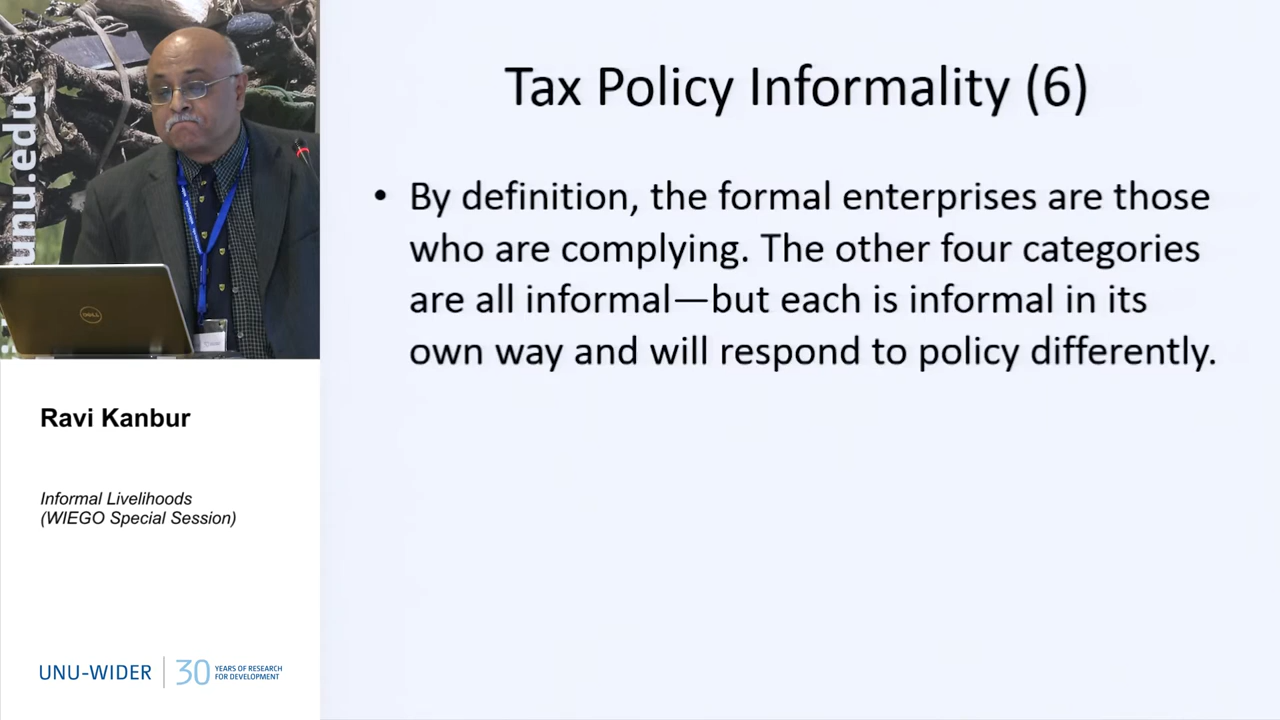 Tax Policy Informality (6)
• By definition, the formal enterprises are those
who are complying. The other four categories
are all informal—but each is informal in its
own way and will respond to policy differently.
unu.edu
DELL
Ravi Kanbur
Informal Livelihoods
(WIEGO Special Session)
UNU-WIDER
30 YEARS OF RESEARCH
FOR DEVELOPMENT